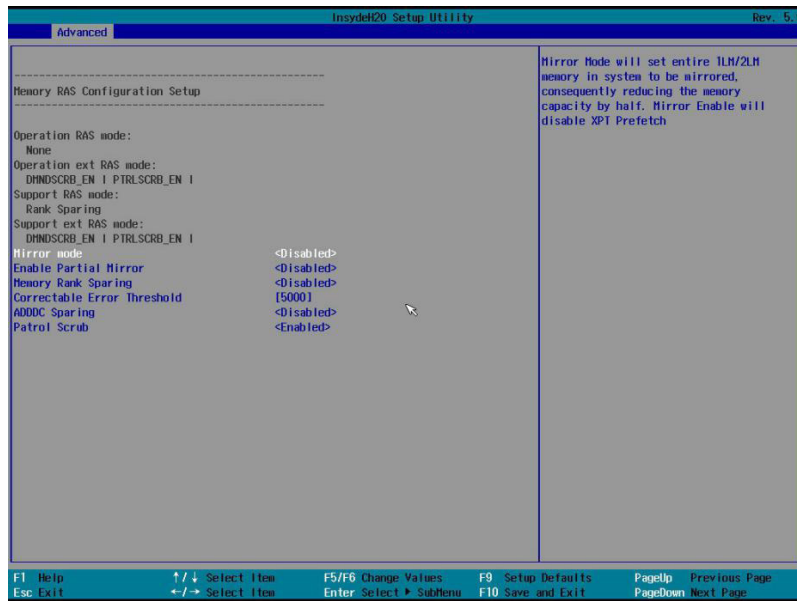 InsydeH20 Setup Utility Rev. 5.
Advanced
--------------------------------------------------
Memory RAS Configuration Setup
--------------------------------------------------
Operation RAS mode:
None
Operation ext RAS mode:
DMNDSCRB_EN | PTRLSCRB_EN |
Support RAS mode:
Rank Sparing
Support ext RAS mode:
DMNDSCRB_EN | PTRLSCRB_EN |
Mirror mode <Disabled>
Enable Partial Mirror <Disabled>
Memory Rank Sparing <Disabled>
Correctable Error Threshold [5000]
ADDDC Sparing <Disabled>
Patrol Scrub <Enabled>
Mirror Mode will set entire 1LM/2LM
memory in system to be mirrored,
consequently reducing the memory
capacity by half. Mirror Enable will
disable XPT Prefetch
F1 Help ↑/↓ Select Item F5/F6 Change Values F9 Setup Defaults PageUp Previous Page
Esc Exit ←/→ Select Item Enter Select ▶ SubMenu F10 Save and Exit PageDown Next Page